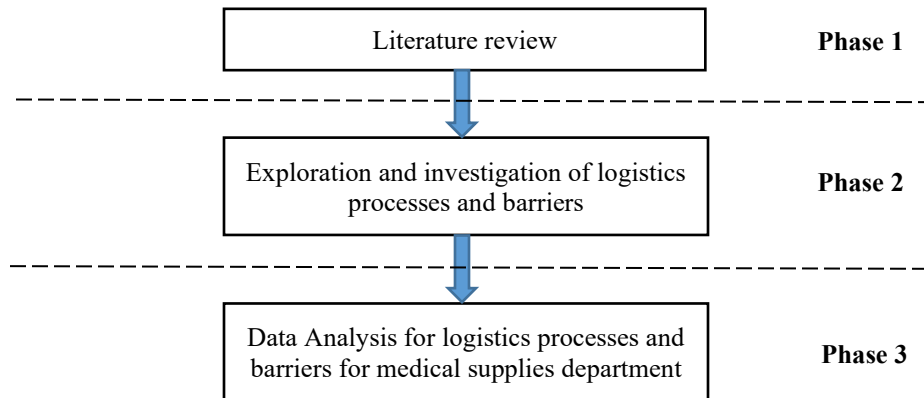 Literature review
Phase 1
Exploration and investigation of logistics
processes and barriers
Phase 2
Data Analysis for logistics processes and
barriers for medical supplies department
Phase 3